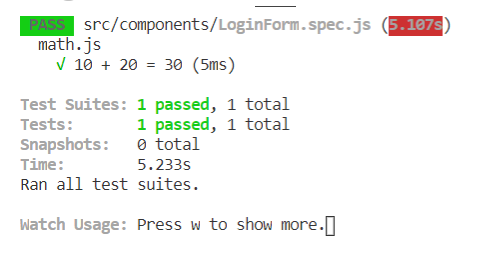 PASS src/components/LoginForm.spec.js (5.107s)
math.js
√ 10 + 20 = 30 (5ms)
Test Suites: 1 passed, 1 total
Tests: 1 passed, 1 total
Snapshots: 0 total
Time: 5.233s
Ran all test suites.
Watch Usage: Press w to show more.